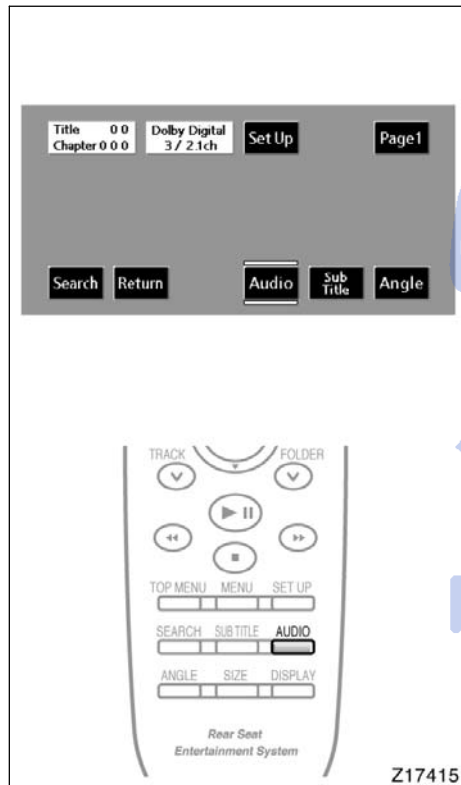 Title 0 0
Chapter 0 0 0
Dolby Digital
3 / 2.1ch
Set Up
Page1
Search
Return
Audio
Sub
Title
Angle
TRACK
FOLDER
TOP MENU
MENU
SET UP
SEARCH
SUB TITLE
AUDIO
ANGLE
SIZE
DISPLAY
Rear Seat
Entertainment System
Z17415